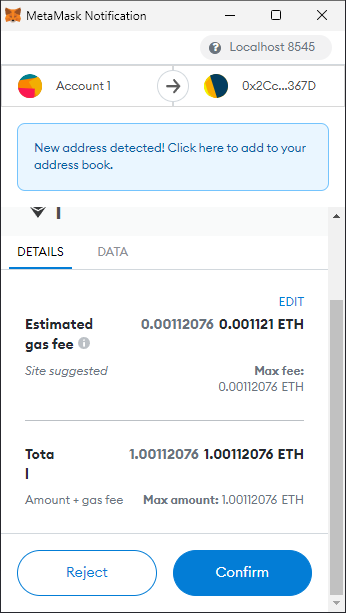 MetaMask Notification
Localhost 8545
Account 1
0x2Cc...367D
New address detected! Click here to add to your
address book.
DETAILS
DATA
EDIT
Estimated 0.00112076 0.001121 ETH
gas fee
Site suggested
Max fee:
0.00112076 ETH
Tota 1.00112076 1.00112076 ETH
l
Amount + gas fee Max amount: 1.00112076 ETH
Reject
Confirm